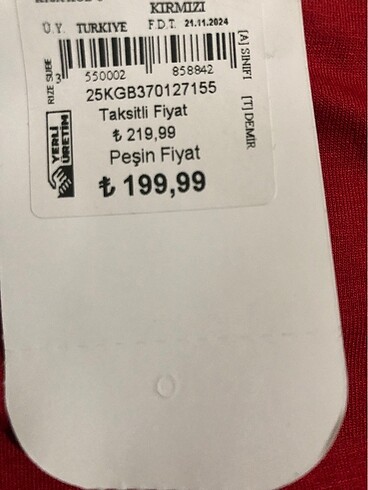 KIRMIZI
Ü.Y. TURKIYE F.D.T. 21.11.2024
RIZE SUBE
3 550002 858842
[A] SINIFI
[T] DEMİR
25KGB370127155
YERLİ ÜRETİM
Taksitli Fiyat
₺ 219,99
Peşin Fiyat
₺ 199,99